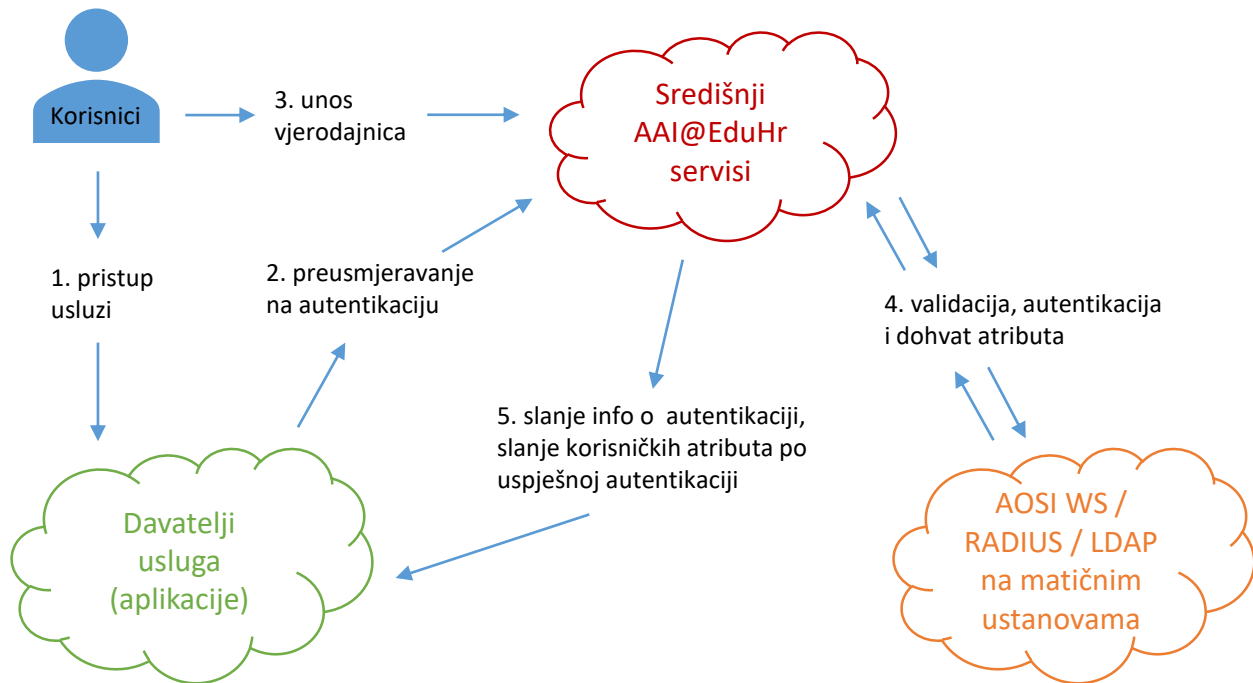 Korisnici
3. unos
vjerodajnica
Središnji
AAI@EduHr
servisi
1. pristup
usluzi
2. preusmjeravanje
na autentikaciju
4. validacija, autentikacija
i dohvat atributa
5. slanje info o  autentikaciji,
slanje korisničkih atributa po
uspješnoj autentikaciji
Davatelji
usluga
(aplikacije)
AOSI WS /
RADIUS / LDAP
na matičnim
ustanovama